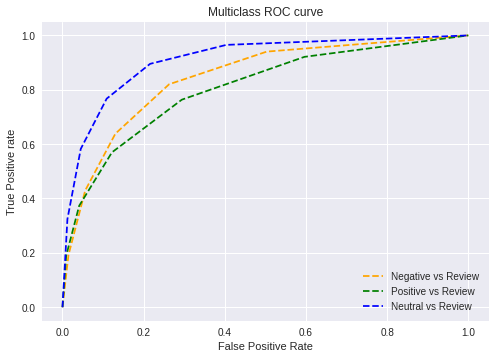 Multiclass ROC curve
True Positive rate
1.0
0.8
0.6
0.4
0.2
0.0
Negative vs Review
Positive vs Review
Neutral vs Review
0.0 0.2 0.4 0.6 0.8 1.0
False Positive Rate